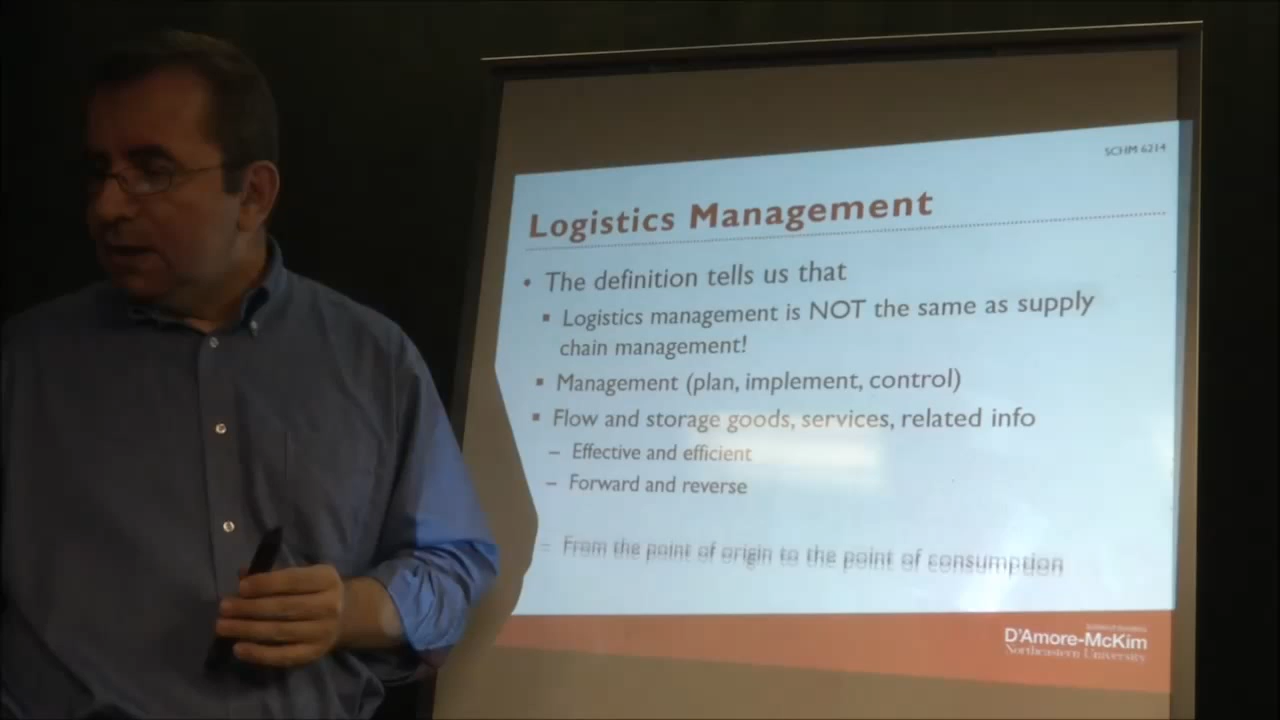 SCHM 6214
Logistics Management
• The definition tells us that
▪ Logistics management is NOT the same as supply
chain management!
▪ Management (plan, implement, control)
▪ Flow and storage goods, services, related info
– Effective and efficient
– Forward and reverse
– From the point of origin to the point of consumption
D'Amore-McKim
Northeastern University